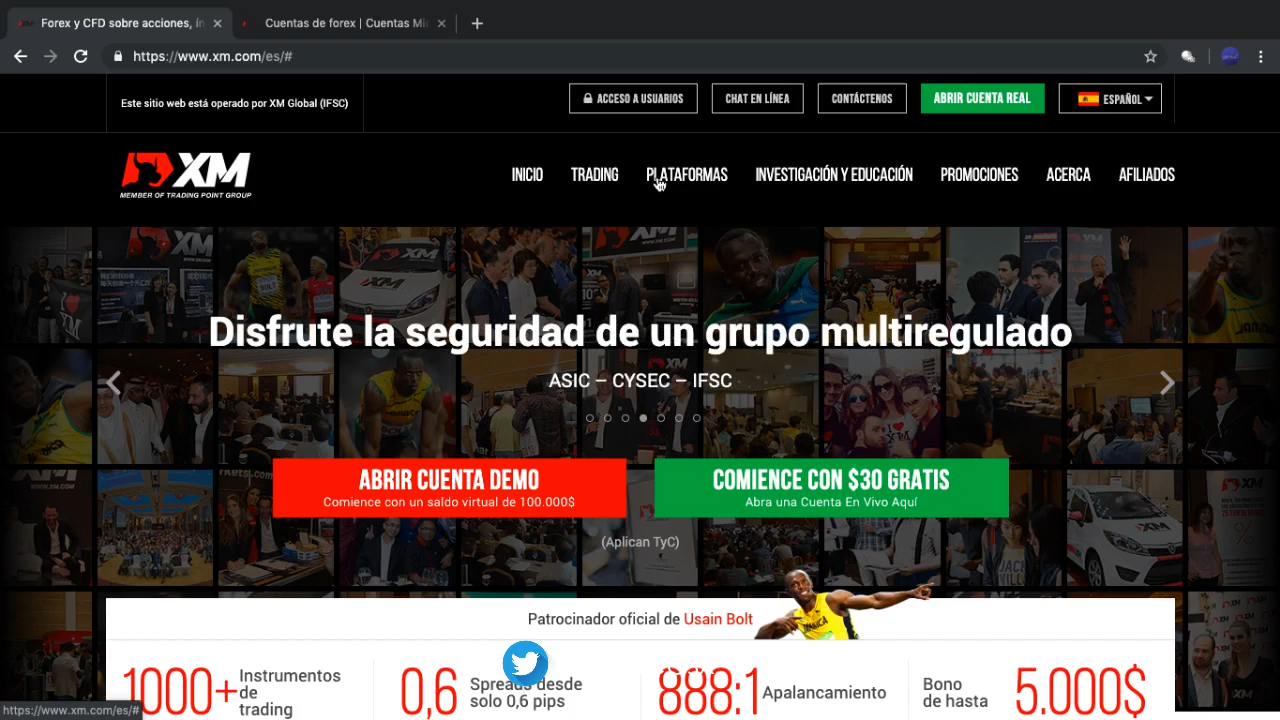 Forex y CFD sobre acciones, ín
Cuentas de forex | Cuentas Mi
https://www.xm.com/es/#
Este sitio web está operado por XM Global (IFSC)
ACCESO A USUARIOS
CHAT EN LÍNEA
CONTÁCTENOS
ABRIR CUENTA REAL
ESPAÑOL
XM
MEMBER OF TRADING POINT GROUP
INICIO
TRADING
PLATAFORMAS
INVESTIGACIÓN Y EDUCACIÓN
PROMOCIONES
ACERCA
AFILIADOS
Disfrute la seguridad de un grupo multiregulado
ASIC – CYSEC – IFSC
ABRIR CUENTA DEMO
Comience con un saldo virtual de 100.000$
COMIENCE CON $30 GRATIS
Abra una Cuenta En Vivo Aquí
(Aplican TyC)
Patrocinador oficial de Usain Bolt
1000+
Instrumentos
de
trading
0,6
Spreads desde
solo 0,6 pips
888:1
Apalancamiento
Bono
de hasta
5.000$
https://www.xm.com/es/#